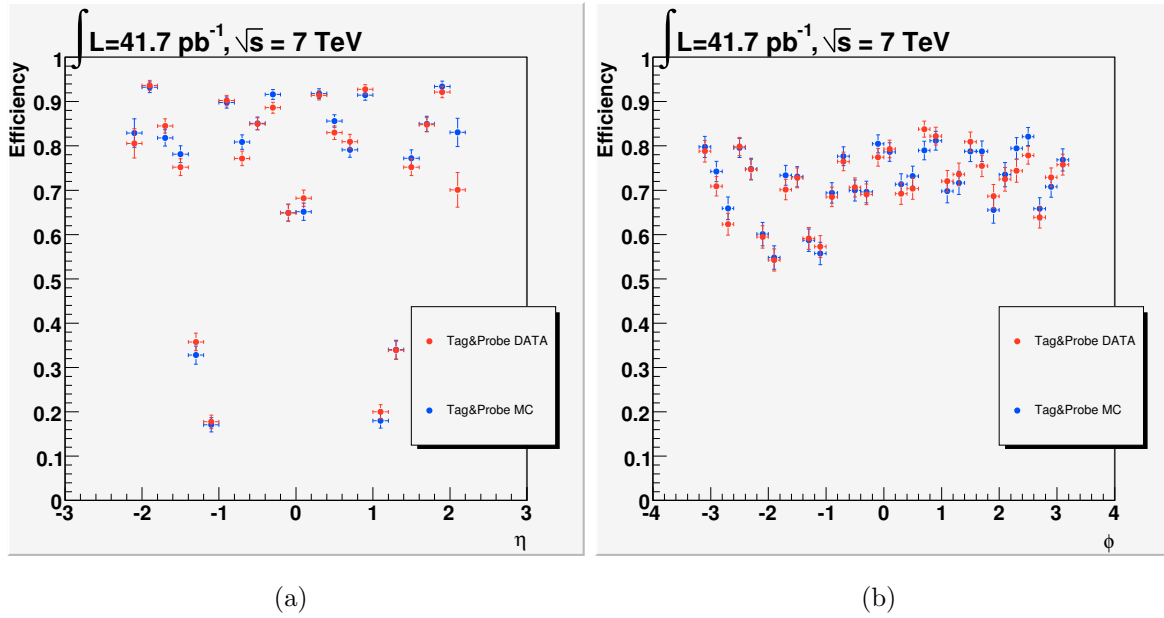 ∫L=41.7 pb⁻¹,√s = 7 TeV
Efficiency
1
0.9
0.8
0.7
0.6
0.5
0.4
0.3
0.2
0.1
0
-3 -2 -1 0 1 2 3
η
Tag&Probe DATA
Tag&Probe MC
(a)
∫L=41.7 pb⁻¹,√s = 7 TeV
Efficiency
1
0.9
0.8
0.7
0.6
0.5
0.4
0.3
0.2
0.1
0
-4 -3 -2 -1 0 1 2 3 4
ϕ
Tag&Probe DATA
Tag&Probe MC
(b)